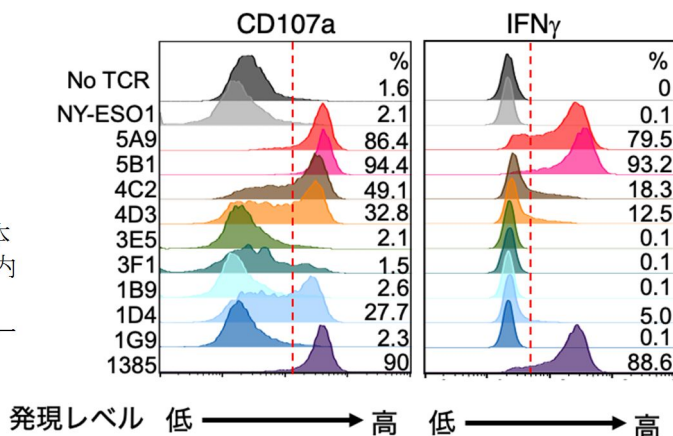 CD107a IFNγ
% %
No TCR 1.6 0
NY-ESO1 2.1 0.1
5A9 86.4 79.5
5B1 94.4 93.2
4C2 49.1 18.3
4D3 32.8 12.5
3E5 2.1 0.1
3F1 1.5 0.1
1B9 2.6 0.1
1D4 27.7 5.0
1G9 2.3 0.1
1385 90 88.6
発現レベル 低 高 低 高